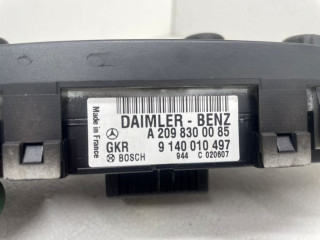 Made in France
DAIMLER - BENZ
A 209 830 00 85
GKR 9 140 010 497
BOSCH 944 C 020607